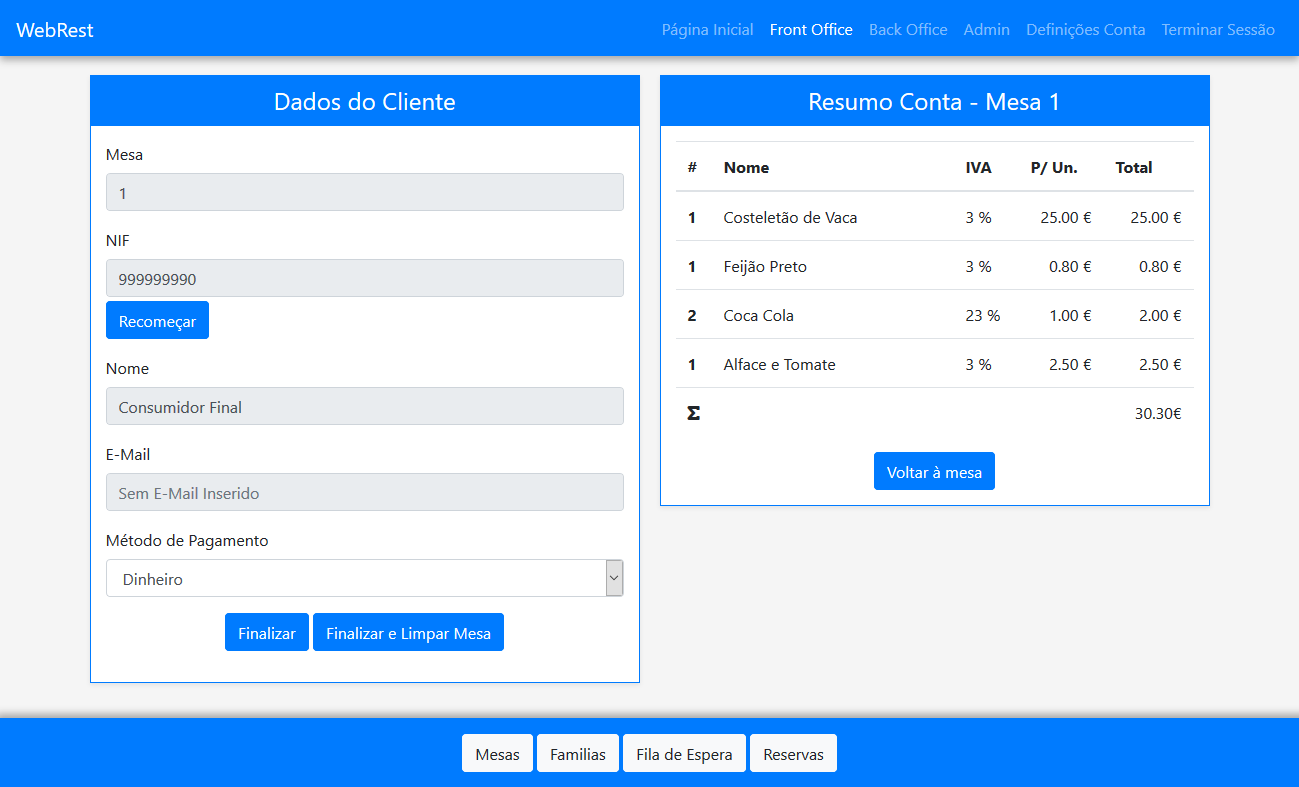 WebRest Página Inicial Front Office Back Office Admin Definições Conta Terminar Sessão
Dados do Cliente
Mesa
1
NIF
999999990
Recomeçar
Nome
Consumidor Final
E-Mail
Sem E-Mail Inserido
Método de Pagamento
Dinheiro
Finalizar Finalizar e Limpar Mesa
Resumo Conta - Mesa 1
# Nome IVA P/ Un. Total
1 Costeletão de Vaca 3 % 25.00 € 25.00 €
1 Feijão Preto 3 % 0.80 € 0.80 €
2 Coca Cola 23 % 1.00 € 2.00 €
1 Alface e Tomate 3 % 2.50 € 2.50 €
Σ 30.30€
Voltar à mesa
Mesas Familias Fila de Espera Reservas